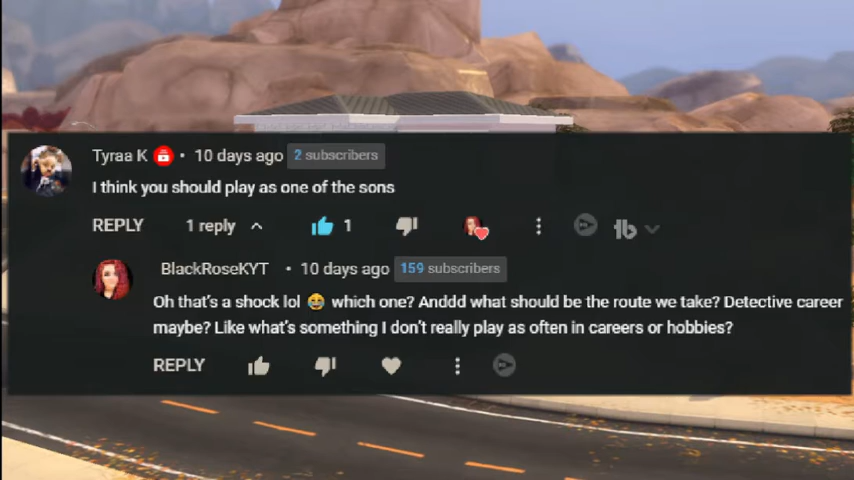 Tyraa K • 10 days ago 2 subscribers
I think you should play as one of the sons
REPLY 1 reply 1
BlackRoseKYT • 10 days ago 159 subscribers
Oh that's a shock lol 😂 which one? Anddd what should be the route we take? Detective career
maybe? Like what's something I don't really play as often in careers or hobbies?
REPLY